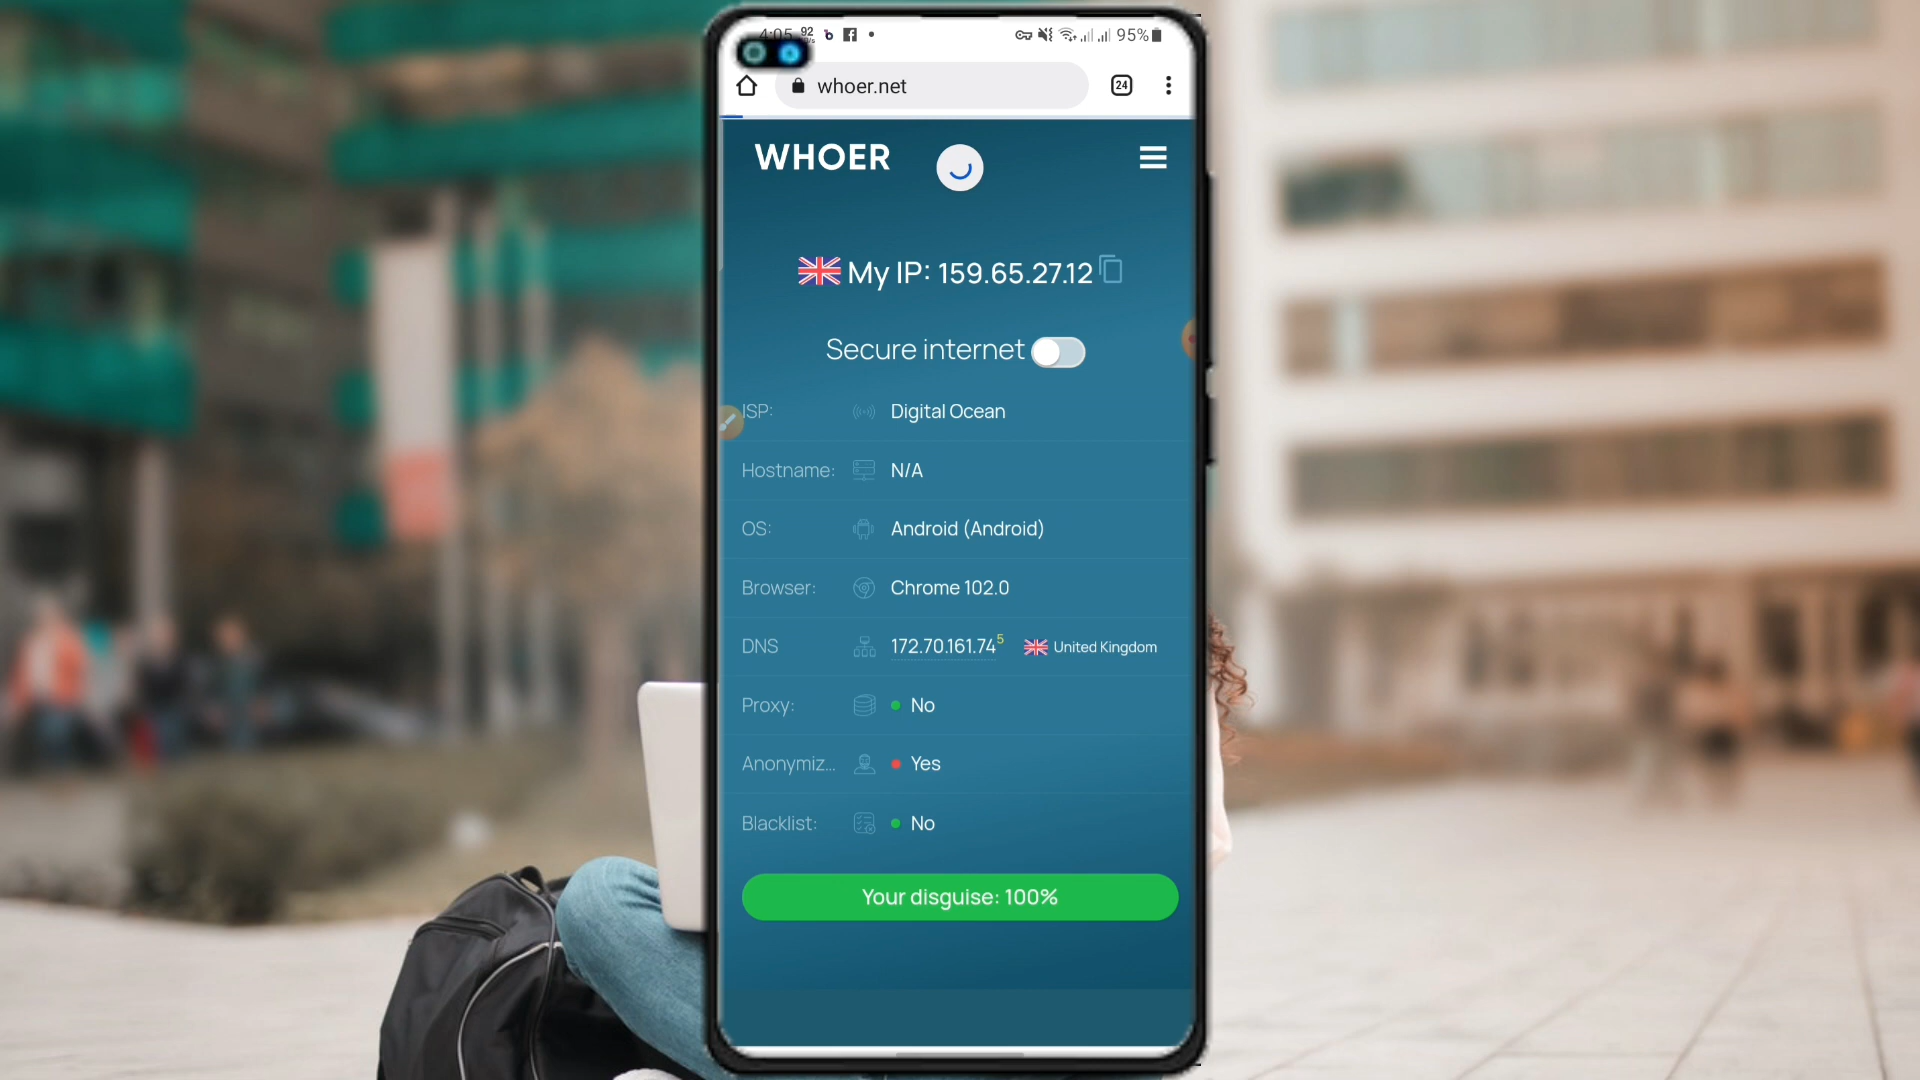 4:05 92
95%
whoer.net
24
WHOER
My IP: 159.65.27.12
Secure internet
ISP: Digital Ocean
Hostname: N/A
OS: Android (Android)
Browser: Chrome 102.0
DNS 172.70.161.74 5 United Kingdom
Proxy: No
Anonymiz... Yes
Blacklist: No
Your disguise: 100%